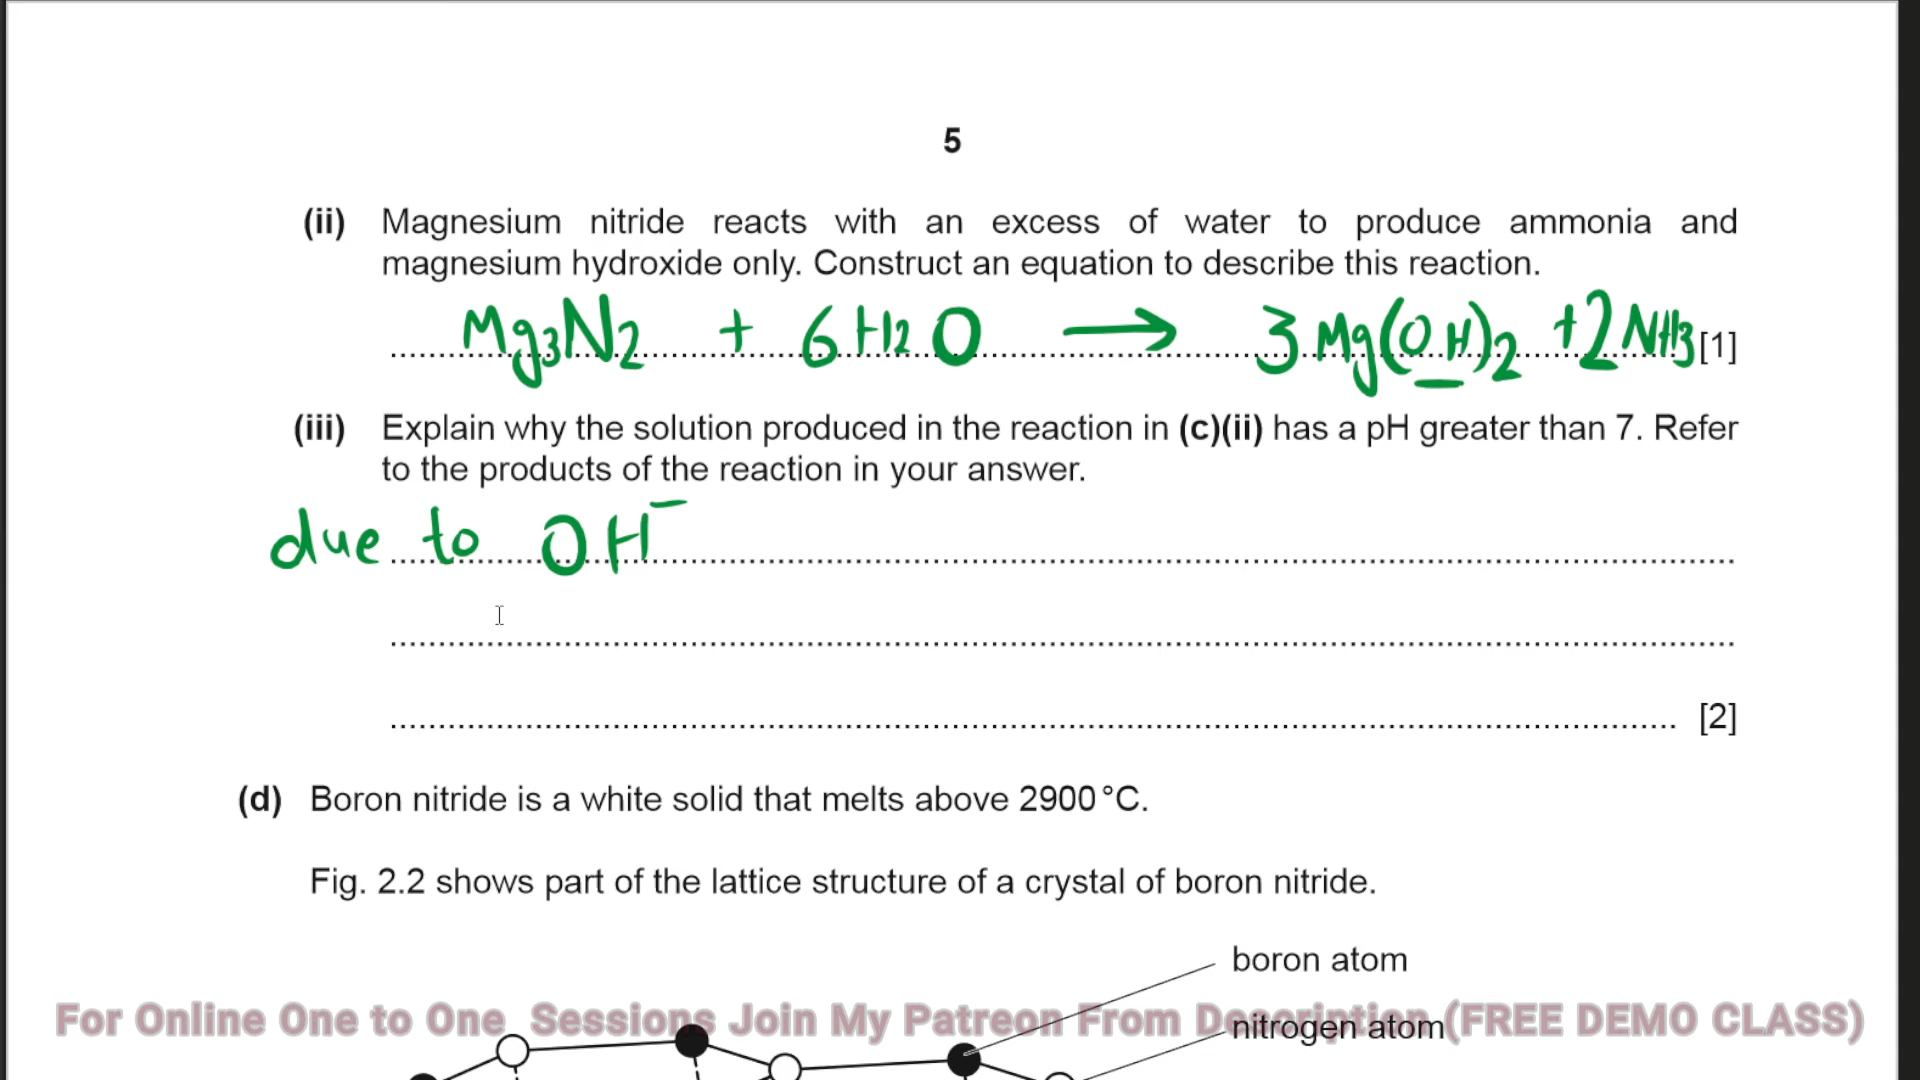 5
(ii) Magnesium nitride reacts with an excess of water to produce ammonia and
magnesium hydroxide only. Construct an equation to describe this reaction.
Mg3N2 + 6H2O → 3Mg(OH)2 + 2NH3 [1]
(iii) Explain why the solution produced in the reaction in (c)(ii) has a pH greater than 7. Refer
to the products of the reaction in your answer.
due to OH⁻
[2]
(d) Boron nitride is a white solid that melts above 2900 °C.
Fig. 2.2 shows part of the lattice structure of a crystal of boron nitride.
boron atom
For Online One to One Sessions Join My Patreon From Description (FREE DEMO CLASS)
nitrogen atom